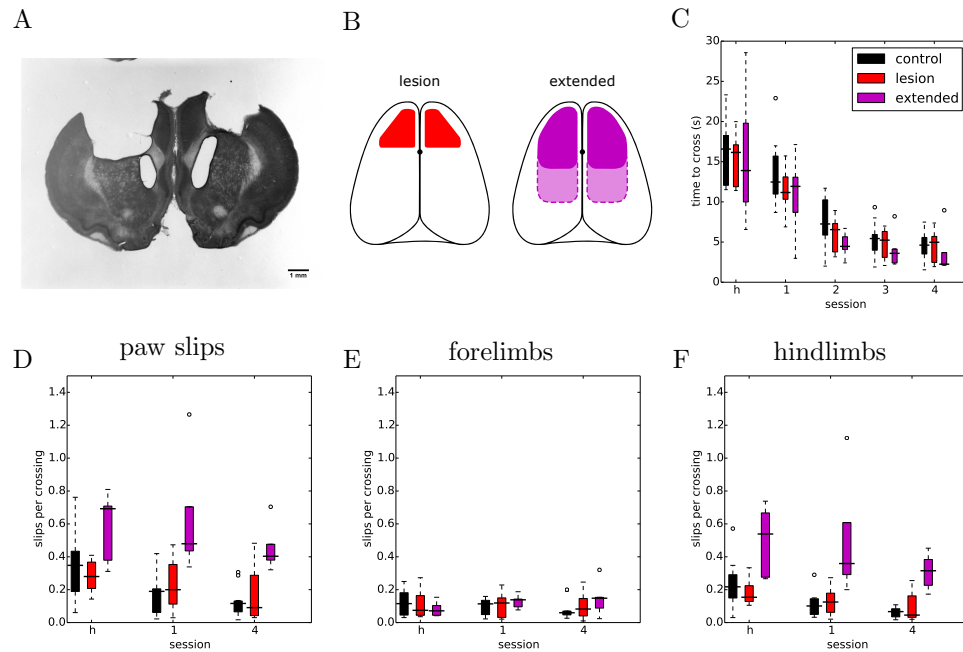 A
1 mm
B
lesion
extended
C
30
25
20
15
10
5
0
time to cross (s)
control
lesion
extended
h 1 2 3 4
session
D
paw slips
1.4
1.2
1.0
0.8
0.6
0.4
0.2
0.0
slips per crossing
h 1 4
session
E
forelimbs
1.4
1.2
1.0
0.8
0.6
0.4
0.2
0.0
slips per crossing
h 1 4
session
F
hindlimbs
1.4
1.2
1.0
0.8
0.6
0.4
0.2
0.0
slips per crossing
h 1 4
session